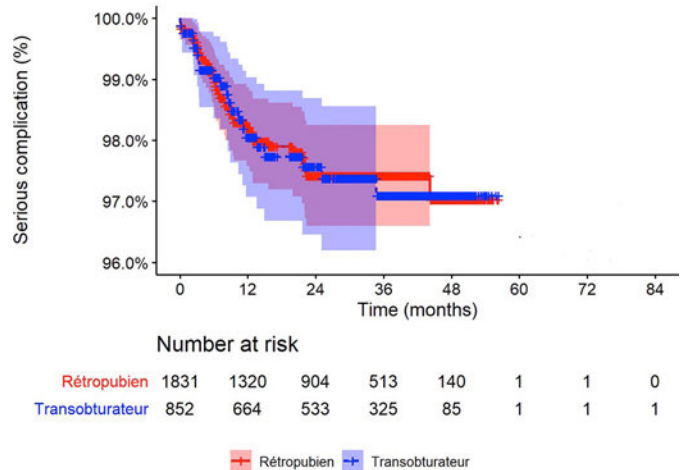 Serious complication (%)
100.0%
99.0%
98.0%
97.0%
96.0%
0 12 24 36 48 60 72 84
Time (months)
Number at risk
Rétropubien 1831 1320 904 513 140 1 1 0
Transobturateur 852 664 533 325 85 1 1 1
Rétropubien Transobturateur